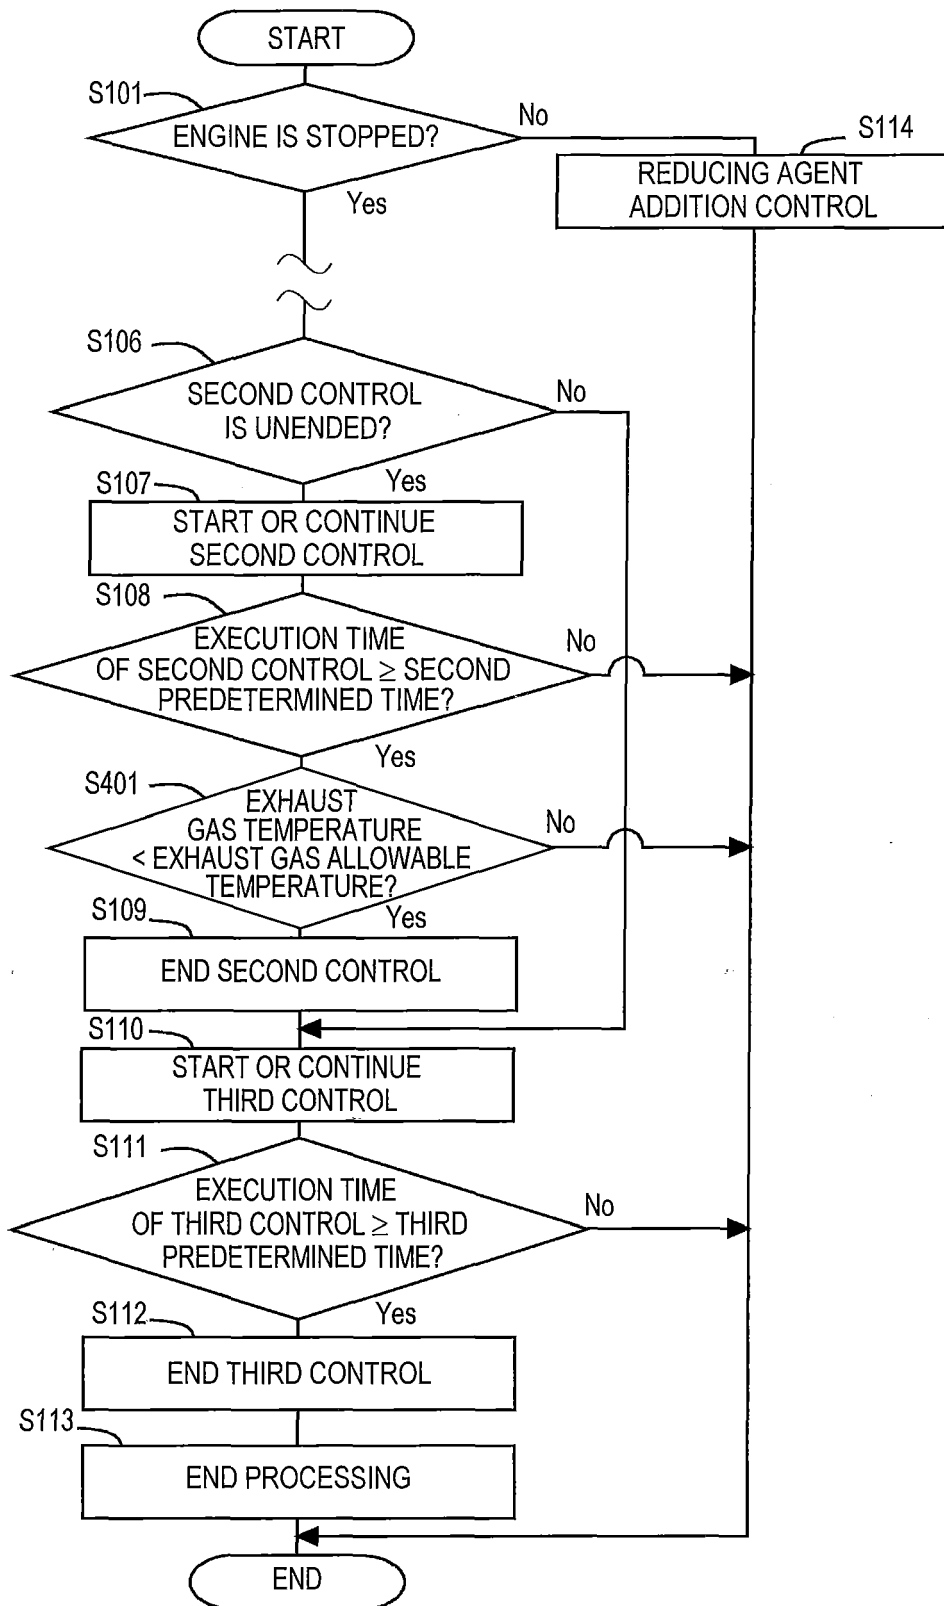 START
S101
ENGINE IS STOPPED?
No
Yes
S114
REDUCING AGENT
ADDITION CONTROL
S106
SECOND CONTROL
IS UNENDED?
No
Yes
S107
START OR CONTINUE
SECOND CONTROL
S108
EXECUTION TIME
OF SECOND CONTROL ≥ SECOND
PREDETERMINED TIME?
No
Yes
S401
EXHAUST
GAS TEMPERATURE
< EXHAUST GAS ALLOWABLE
TEMPERATURE?
No
Yes
S109
END SECOND CONTROL
S110
START OR CONTINUE
THIRD CONTROL
S111
EXECUTION TIME
OF THIRD CONTROL ≥ THIRD
PREDETERMINED TIME?
No
Yes
S112
END THIRD CONTROL
S113
END PROCESSING
END